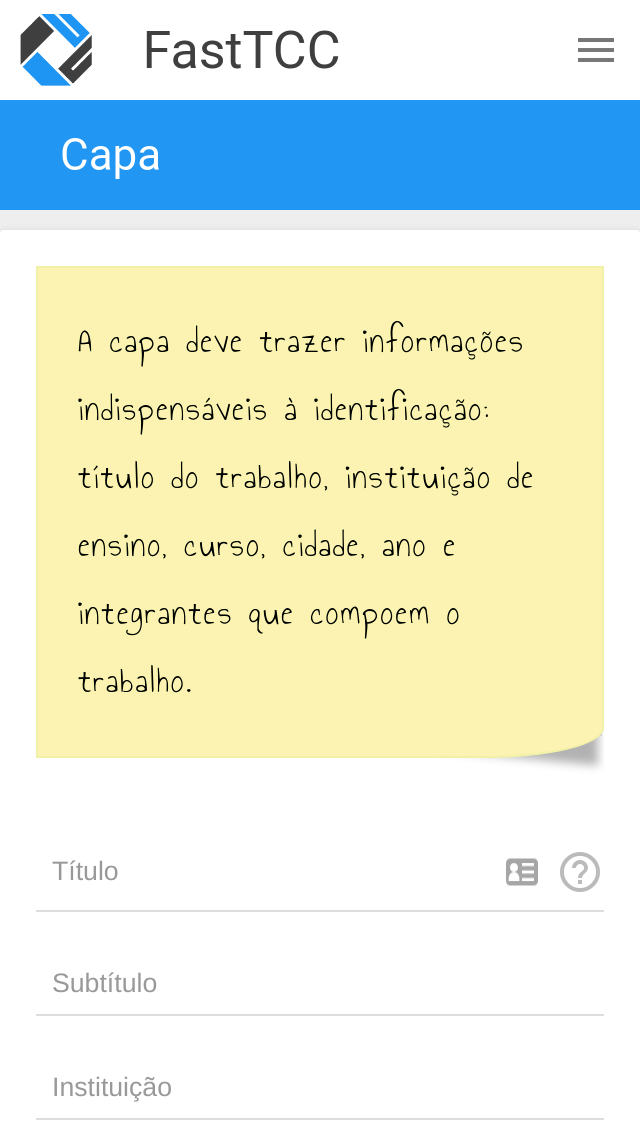 FastTCC
Capa
A capa deve trazer informações
indispensáveis à identificação:
título do trabalho, instituição de
ensino, curso, cidade, ano e
integrantes que compoem o
trabalho.
Título
Subtítulo
Instituição